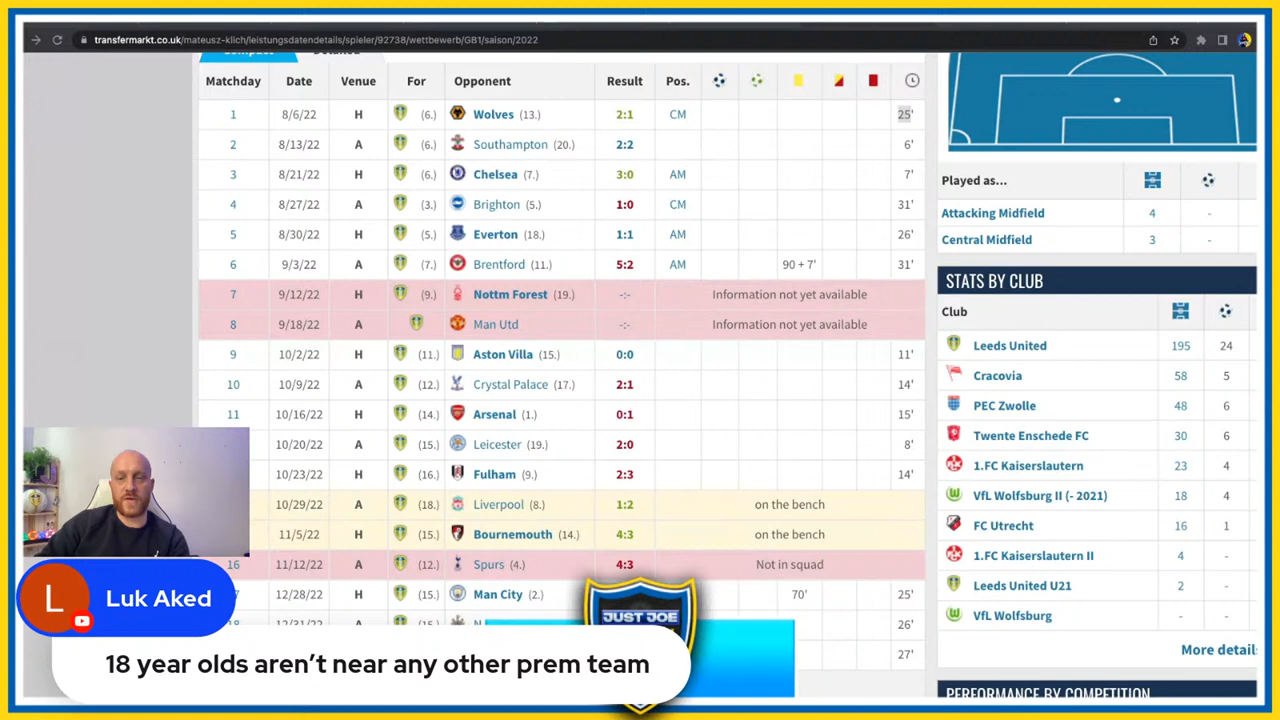 transfermarkt.co.uk/mateusz-klich/leistungsdatendetails/spieler/92738/wettbewerb/GB1/saison/2022
Matchday Date Venue For Opponent Result Pos.
1 8/6/22 H (6.) Wolves (13.) 2:1 CM 25'
2 8/13/22 A (6.) Southampton (20.) 2:2 6'
3 8/21/22 H (6.) Chelsea (7.) 3:0 AM 7'
4 8/27/22 A (3.) Brighton (5.) 1:0 CM 31'
5 8/30/22 H (5.) Everton (18.) 1:1 AM 26'
6 9/3/22 A (7.) Brentford (11.) 5:2 AM 90 + 7' 31'
7 9/12/22 H (9.) Nottm Forest (19.) -:- Information not yet available
8 9/18/22 A Man Utd -:- Information not yet available
9 10/2/22 H (11.) Aston Villa (15.) 0:0 11'
10 10/9/22 A (12.) Crystal Palace (17.) 2:1 14'
11 10/16/22 H (14.) Arsenal (1.) 0:1 15'
10/20/22 A (15.) Leicester (19.) 2:0 8'
10/23/22 H (16.) Fulham (9.) 2:3 14'
10/29/22 A (18.) Liverpool (8.) 1:2 on the bench
11/5/22 H (15.) Bournemouth (14.) 4:3 on the bench
16 11/12/22 A (12.) Spurs (4.) 4:3 Not in squad
12/28/22 H (15.) Man City (2.) 70' 25'
26'
27'
Played as...
Attacking Midfield 4 -
Central Midfield 3 -
STATS BY CLUB
Club
Leeds United 195 24
Cracovia 58 5
PEC Zwolle 48 6
Twente Enschede FC 30 6
1.FC Kaiserslautern 23 4
VfL Wolfsburg II (- 2021) 18 4
FC Utrecht 16 1
1.FC Kaiserslautern II 4 -
Leeds United U21 2 -
VfL Wolfsburg - -
More detail
PERFORMANCE BY COMPETITION
JUST JOE
L Luk Aked
18 year olds aren't near any other prem team